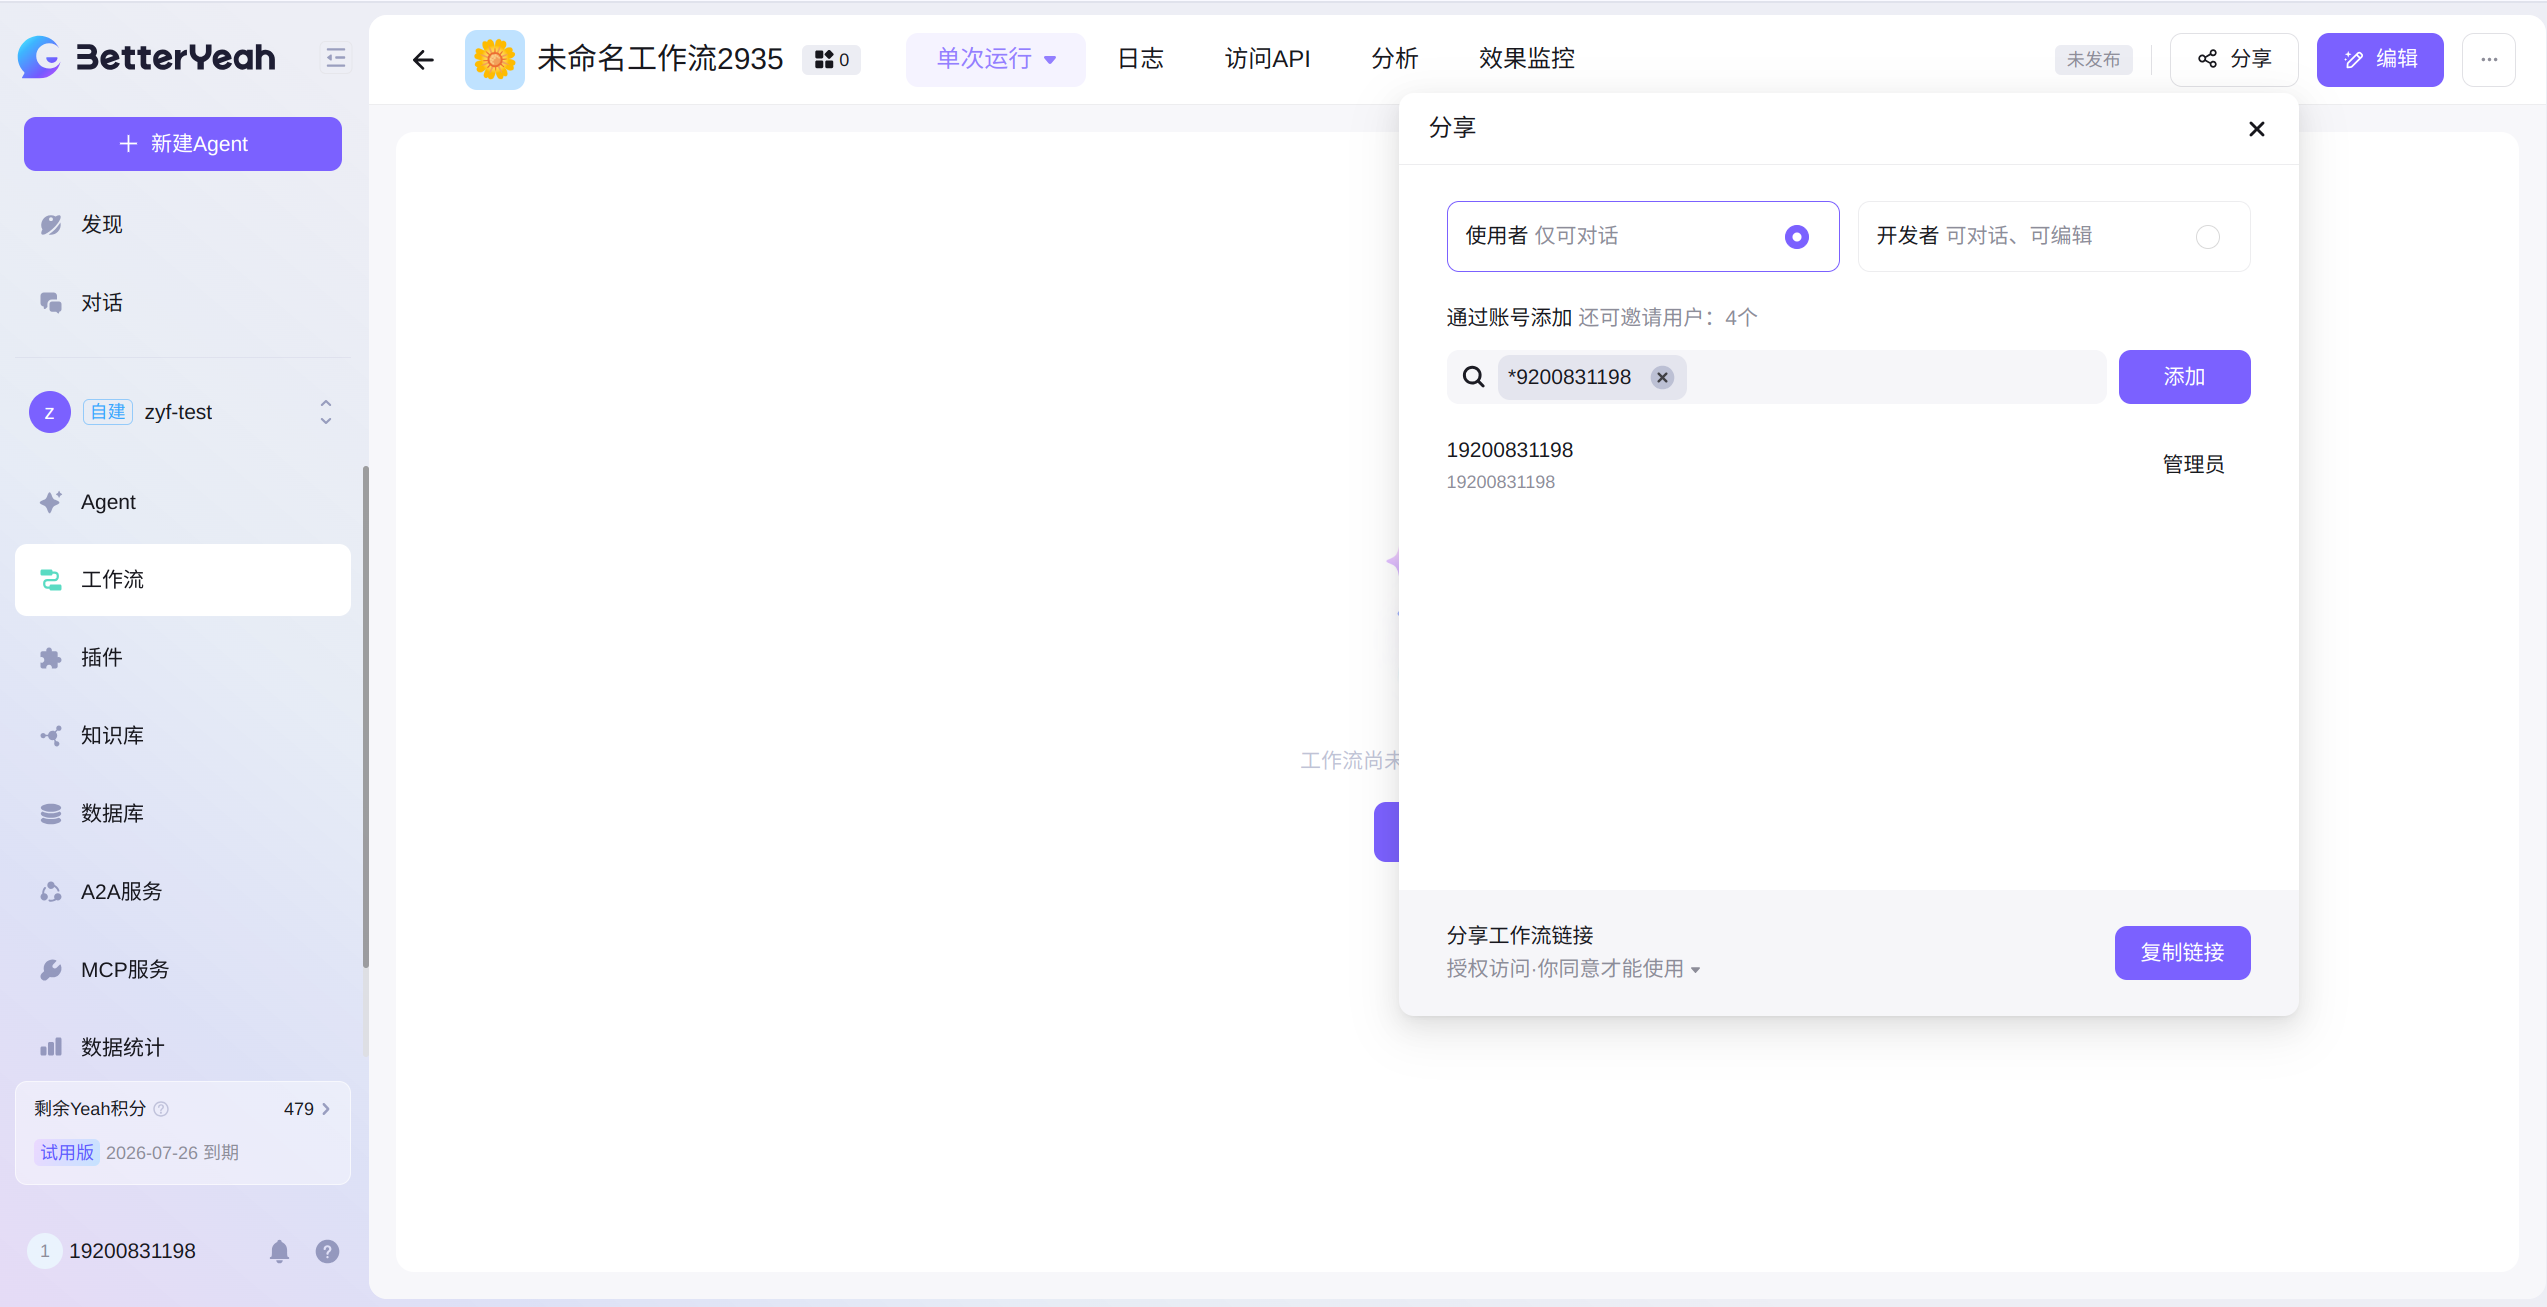 BetterYeah
新建Agent
发现
对话
z 自建 zyf-test
Agent
工作流
插件
知识库
数据库
A2A服务
MCP服务
数据统计
剩余Yeah积分 479
试用版 2026-07-26 到期
1 19200831198
未命名工作流2935 0 单次运行 日志 访问API 分析 效果监控 未发布 分享 编辑
分享
使用者 仅可对话 开发者 可对话、可编辑
通过账号添加 还可邀请用户：4个
*9200831198 添加
19200831198
19200831198
管理员
工作流尚未
分享工作流链接
授权访问·你同意才能使用
复制链接